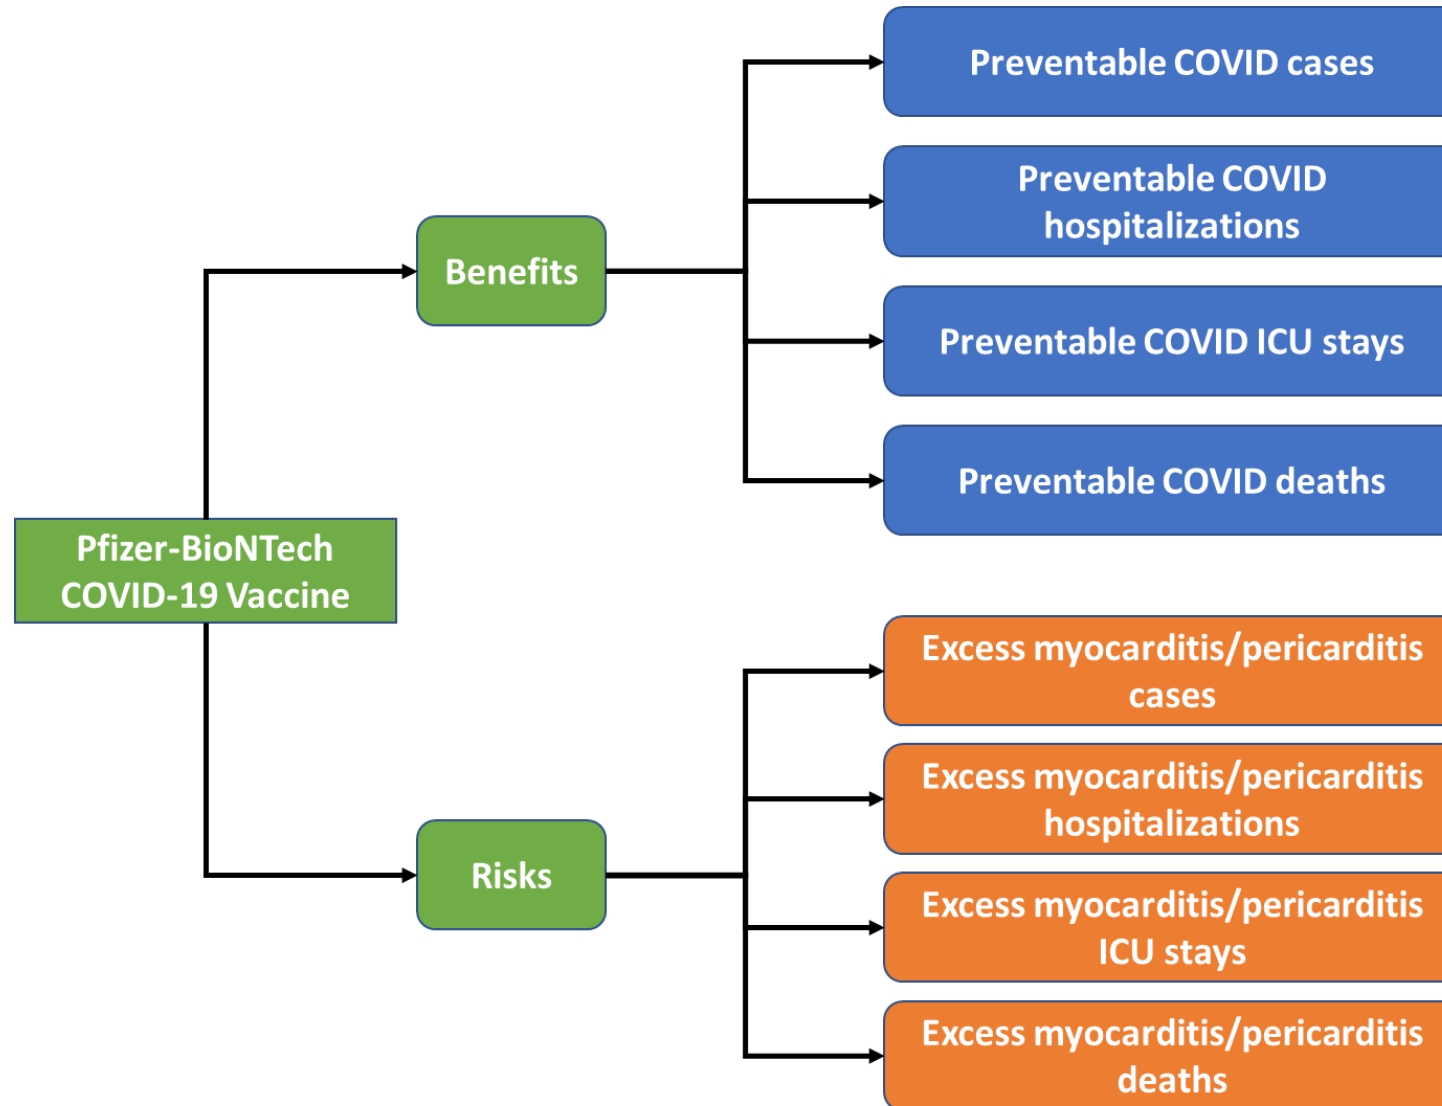 Preventable COVID cases
Preventable COVID
hospitalizations
Benefits
Preventable COVID ICU stays
Preventable COVID deaths
Pfizer-BioNTech
COVID-19 Vaccine
Excess myocarditis/pericarditis
cases
Excess myocarditis/pericarditis
hospitalizations
Risks
Excess myocarditis/pericarditis
ICU stays
Excess myocarditis/pericarditis
deaths